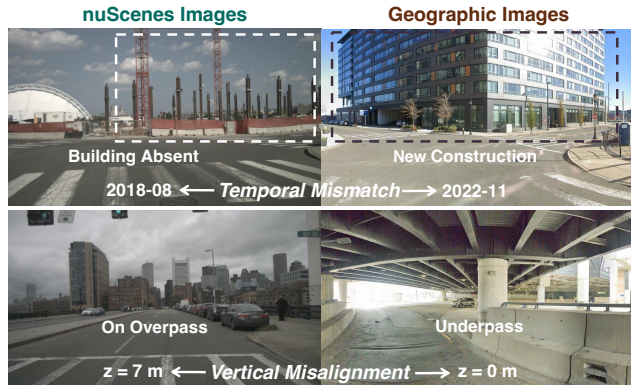 nuScenes Images
Geographic Images
Building Absent
New Construction
2018-08 ← Temporal Mismatch → 2022-11
On Overpass
Underpass
z = 7 m ← Vertical Misalignment → z = 0 m